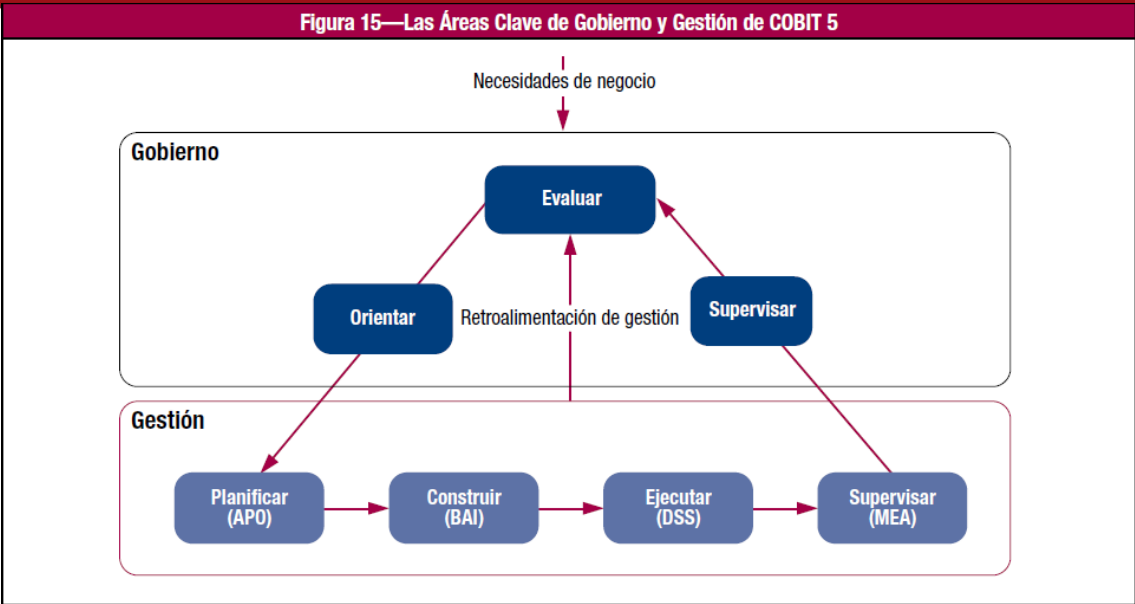 Figura 15—Las Áreas Clave de Gobierno y Gestión de COBIT 5
Necesidades de negocio
Gobierno
Evaluar
Orientar
Retroalimentación de gestión
Supervisar
Gestión
Planificar
(APO)
Construir
(BAI)
Ejecutar
(DSS)
Supervisar
(MEA)